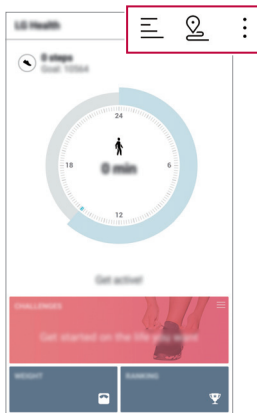 LG Health
0 steps
Goal: 10364
24
18
6
0 min
12
Get active!
CHALLENGES
Get started on the life you want
WEIGHT
RANKING